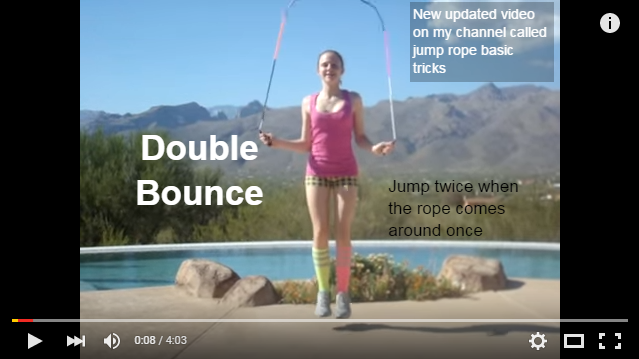 New updated video
on my channel called
jump rope basic
tricks
Double
Bounce
Jump twice when
the rope comes
around once
0:08 / 4:03